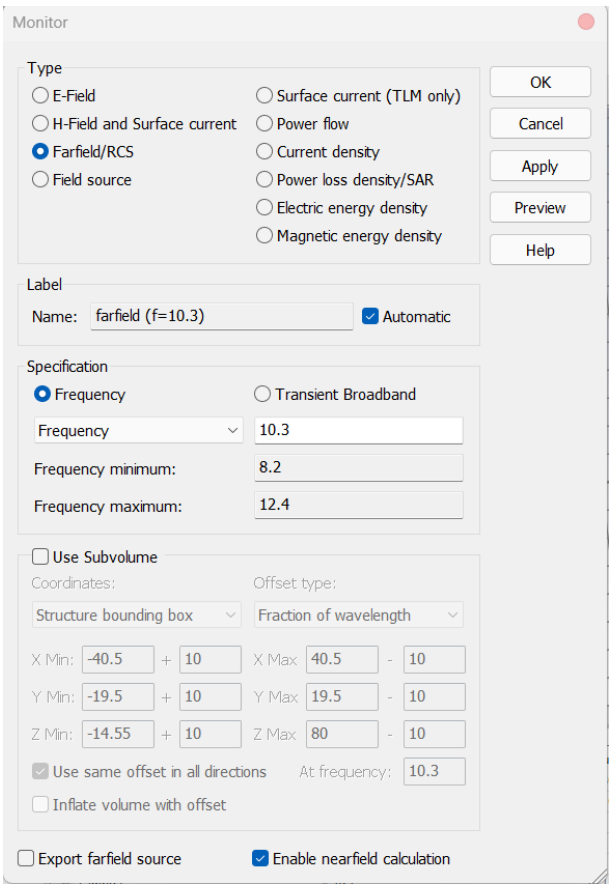 Monitor
Type
E-Field
Surface current (TLM only)
OK
H-Field and Surface current
Power flow
Cancel
Farfield/RCS
Current density
Apply
Field source
Power loss density/SAR
Electric energy density
Preview
Magnetic energy density
Help
Label
Name: farfield (f=10.3) Automatic
Specification
Frequency Transient Broadband
Frequency 10.3
Frequency minimum: 8.2
Frequency maximum: 12.4
Use Subvolume
Coordinates: Offset type:
Structure bounding box Fraction of wavelength
X Min: -40.5 + 10 X Max 40.5 - 10
Y Min: -19.5 + 10 Y Max 19.5 - 10
Z Min: -14.55 + 10 Z Max 80 - 10
Use same offset in all directions At frequency: 10.3
Inflate volume with offset
Export farfield source Enable nearfield calculation